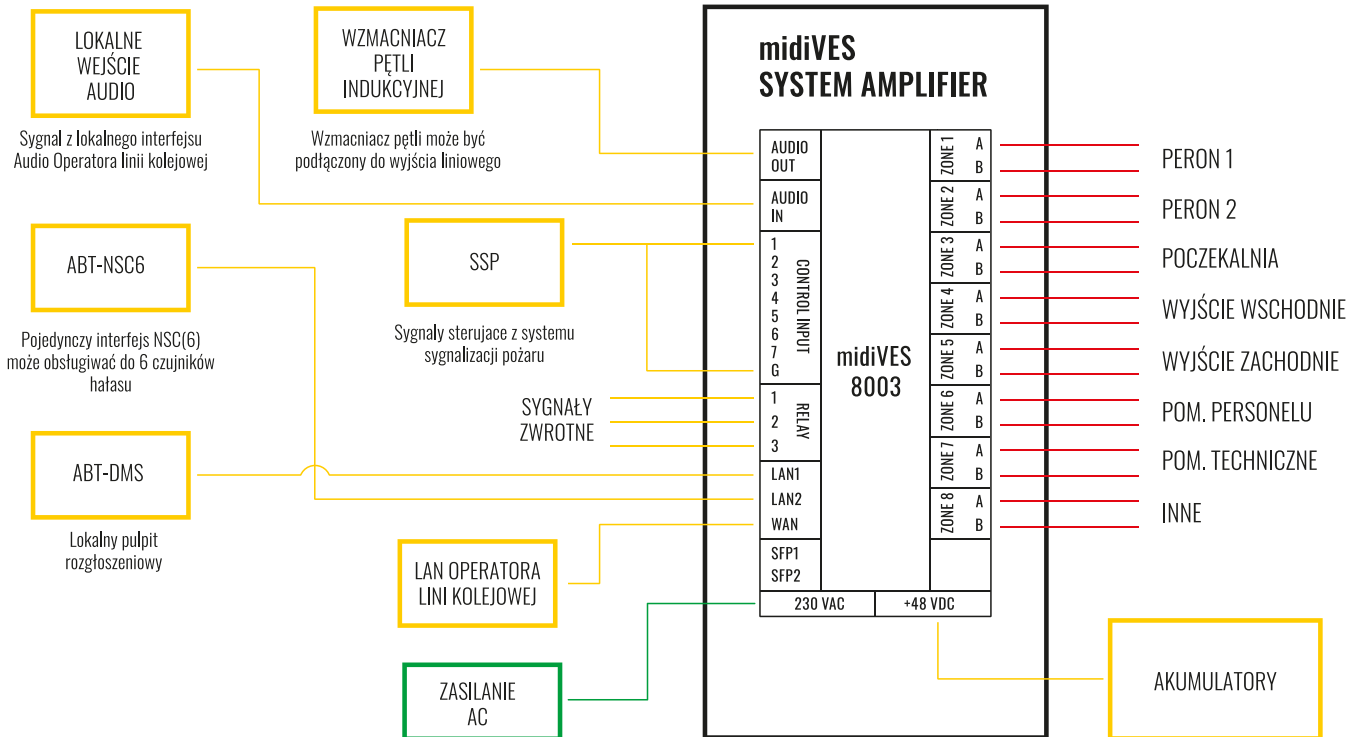 LOKALNE
WEJŚCIE
AUDIO
Sygnal z lokalnego interfejsu
Audio Operatora linii kolejowej
WZMACNIACZ
PĘTLI
INDUKCYJNEJ
Wzmacniacz pętli może być
podłączony do wyjścia liniowego
ABT-NSC6
Pojedynczy interfejs NSC(6)
może obsługiwać do 6 czujników
hałasu
SSP
Sygnaly sterujace z systemu
sygnalizacji pożaru
SYGNAŁY
ZWROTNE
ABT-DMS
Lokalny pulpit
rozgłoszeniowy
LAN OPERATORA
LINI KOLEJOWEJ
ZASILANIE
AC
midiVES
SYSTEM AMPLIFIER
AUDIO
OUT
AUDIO
IN
1
2
3
4
5
6
7
G
CONTROL INPUT
1
2
3
RELAY
LAN1
LAN2
WAN
SFP1
SFP2
midiVES
8003
230 VAC
+48 VDC
ZONE 1
A
B
PERON 1
ZONE 2
A
B
PERON 2
ZONE 3
A
B
POCZEKALNIA
ZONE 4
A
B
WYJŚCIE WSCHODNIE
ZONE 5
A
B
WYJŚCIE ZACHODNIE
ZONE 6
A
B
POM. PERSONELU
ZONE 7
A
B
POM. TECHNICZNE
ZONE 8
A
B
INNE
AKUMULATORY